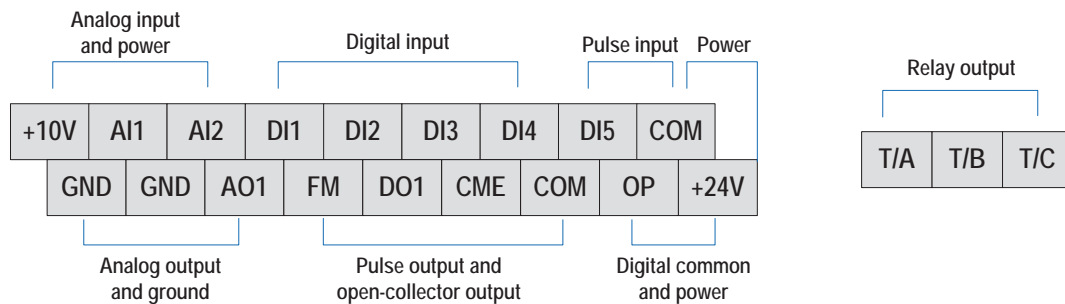 Analog input
and power
Digital input
Pulse input
Power
Relay output
+10V AI1 AI2 DI1 DI2 DI3 DI4 DI5 COM
T/A T/B T/C
GND GND AO1 FM DO1 CME COM OP +24V
Analog output
and ground
Pulse output and
open-collector output
Digital common
and power